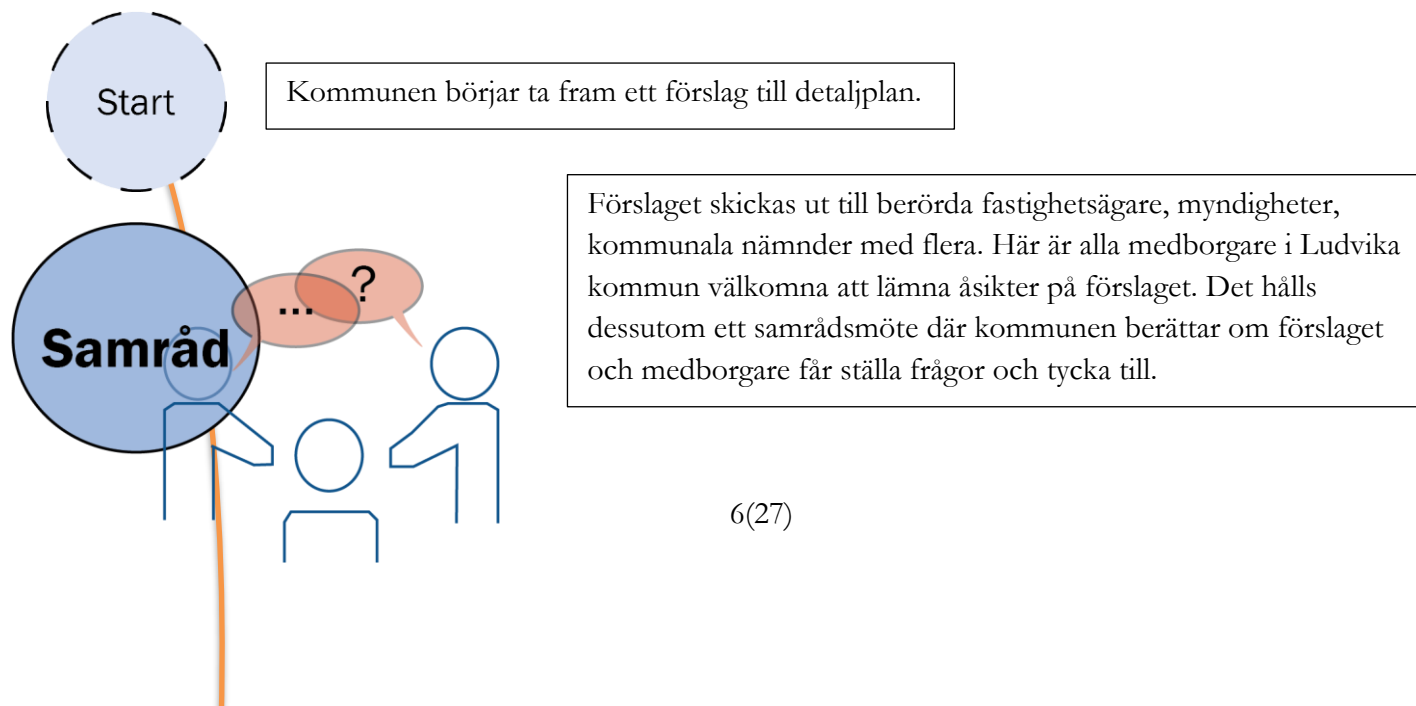 Start
Kommunen börjar ta fram ett förslag till detaljplan.
Förslaget skickas ut till berörda fastighetsägare, myndigheter,
kommunala nämnder med flera. Här är alla medborgare i Ludvika
kommun välkomna att lämna åsikter på förslaget. Det hålls
dessutom ett samrådsmöte där kommunen berättar om förslaget
och medborgare får ställa frågor och tycka till.
?
...
Samråd
6(27)